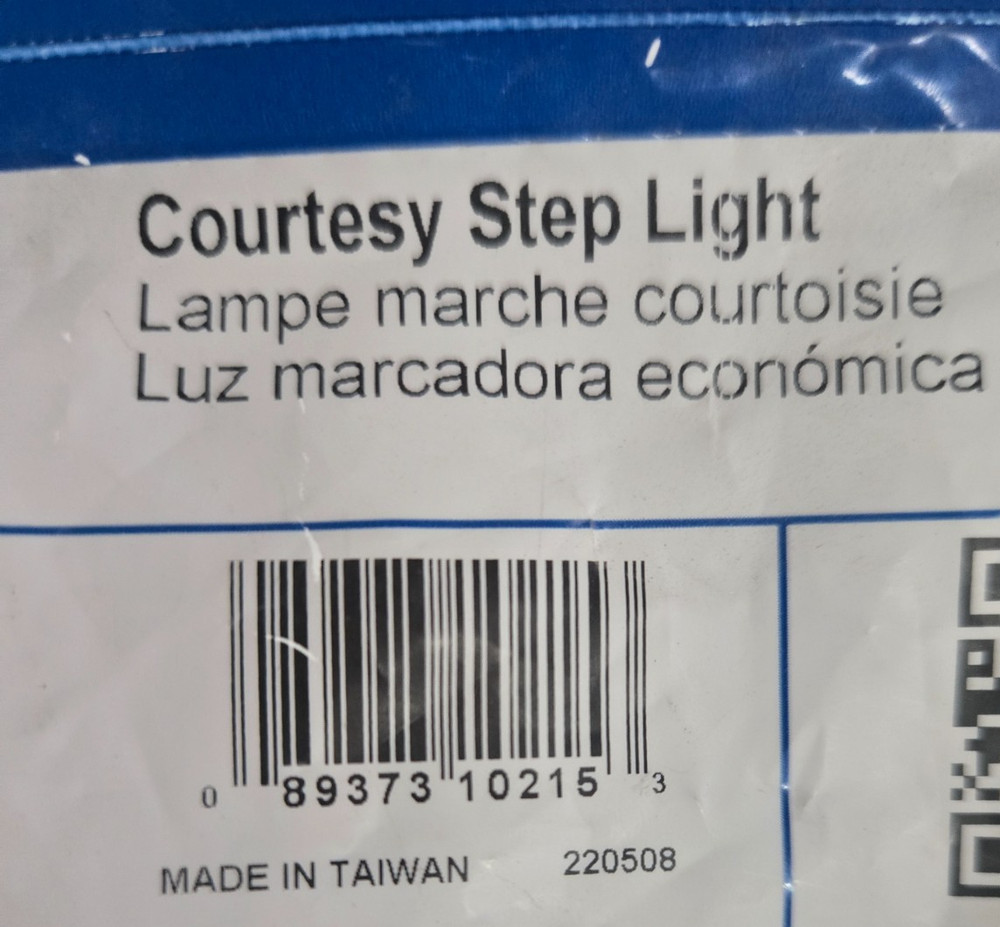 Courtesy Step Light
Lampe marche courtoisie
Luz marcadora económica
0 89373 10215 3
MADE IN TAIWAN 220508